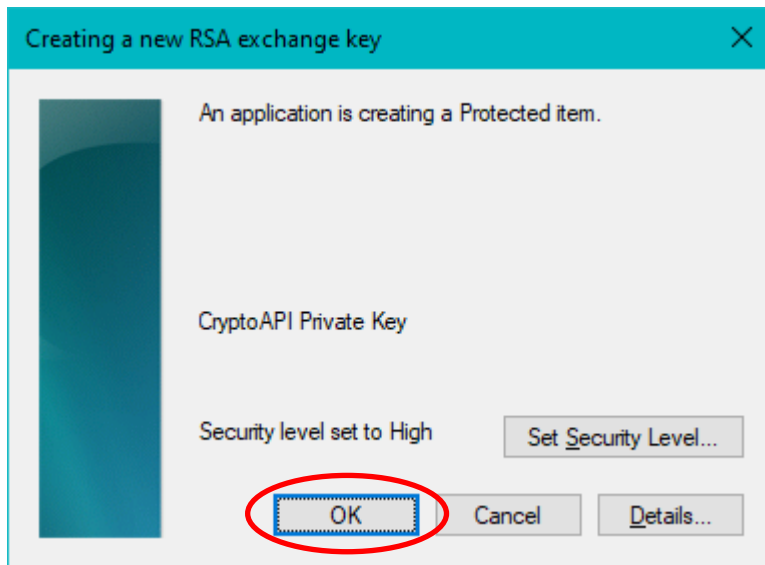 Creating a new RSA exchange key
An application is creating a Protected item.
CryptoAPI Private Key
Security level set to High
Set Security Level...
OK
Cancel
Details...